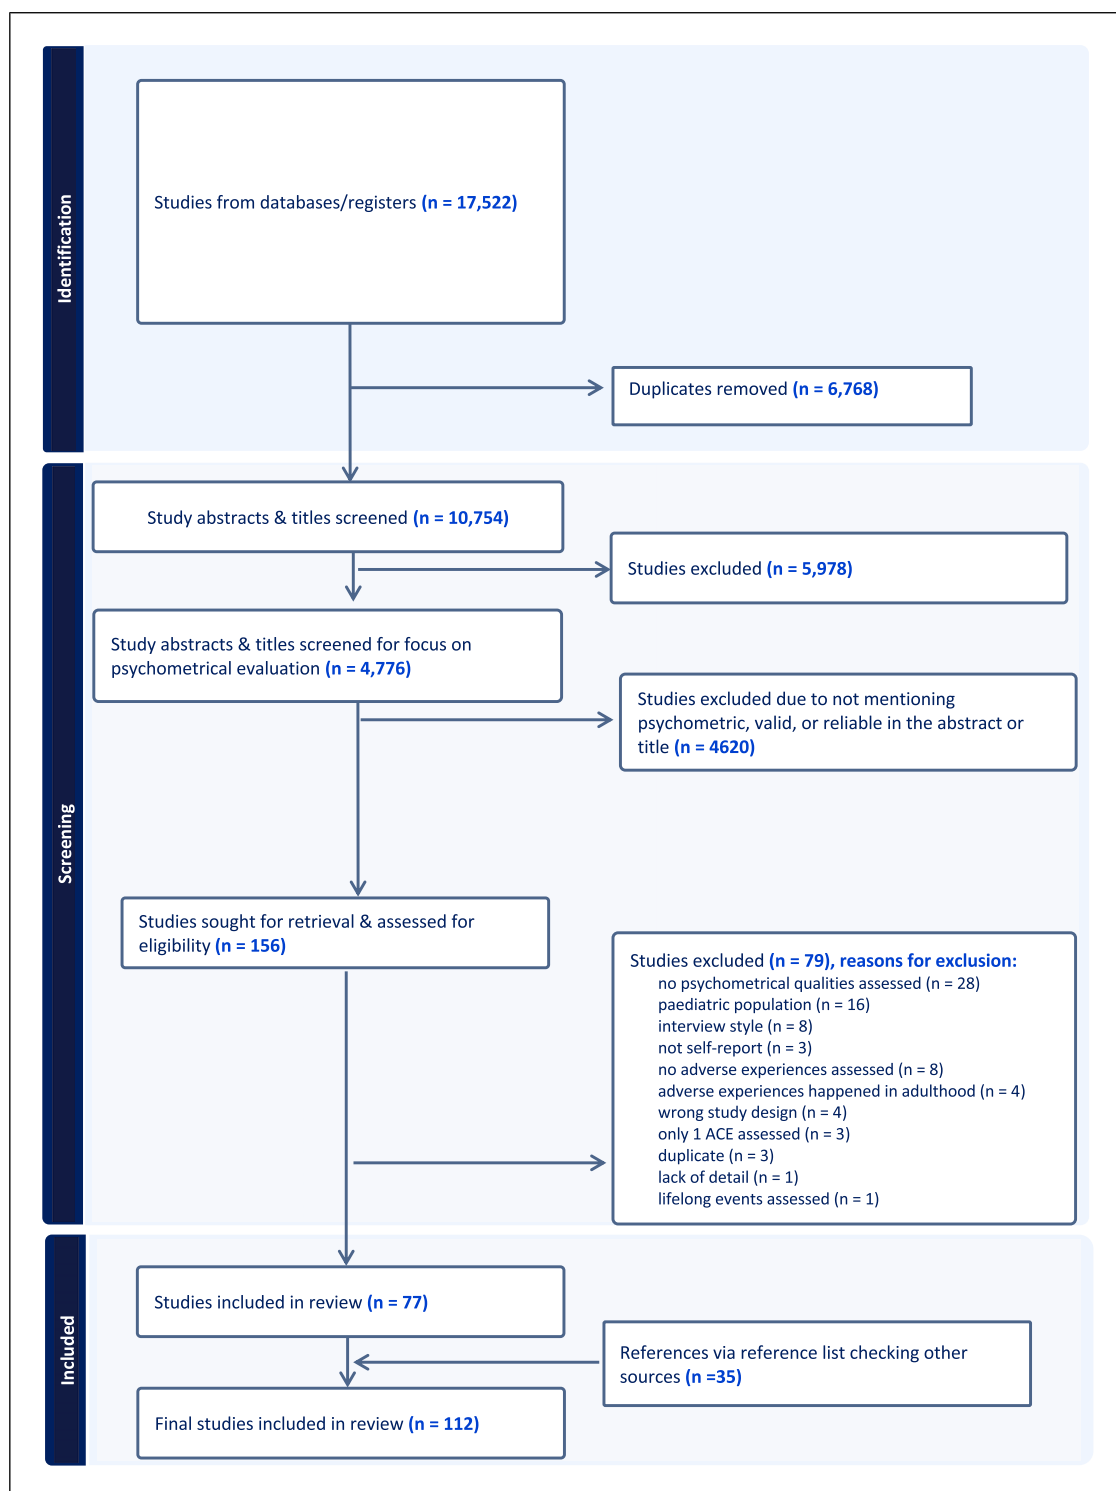 Identification
Studies from databases/registers (n = 17,522)
Duplicates removed (n = 6,768)
Screening
Study abstracts & titles screened (n = 10,754)
Studies excluded (n = 5,978)
Study abstracts & titles screened for focus on
psychometrical evaluation (n = 4,776)
Studies excluded due to not mentioning
psychometric, valid, or reliable in the abstract or
title (n = 4620)
Studies sought for retrieval & assessed for
eligibility (n = 156)
Studies excluded (n = 79), reasons for exclusion:
no psychometrical qualities assessed (n = 28)
paediatric population (n = 16)
interview style (n = 8)
not self-report (n = 3)
no adverse experiences assessed (n = 8)
adverse experiences happened in adulthood (n = 4)
wrong study design (n = 4)
only 1 ACE assessed (n = 3)
duplicate (n = 3)
lack of detail (n = 1)
lifelong events assessed (n = 1)
Included
Studies included in review (n = 77)
References via reference list checking other
sources (n =35)
Final studies included in review (n = 112)